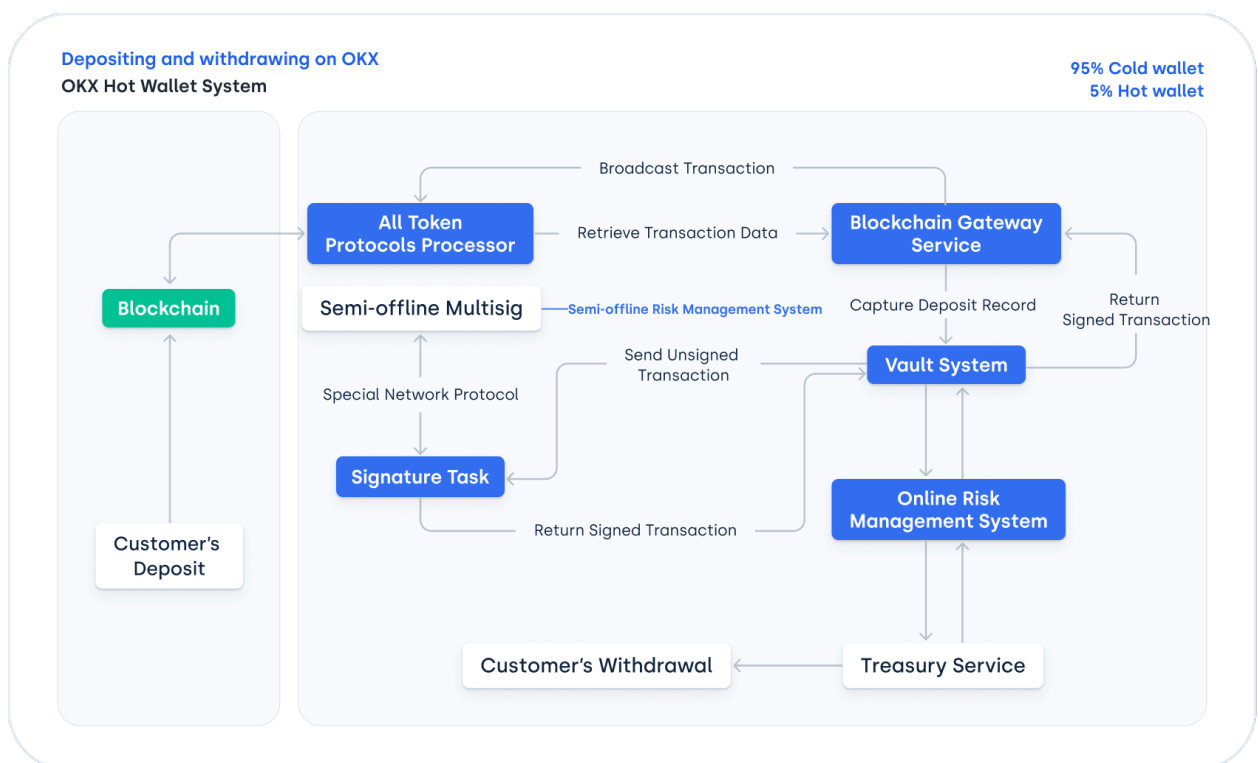 Depositing and withdrawing on OKX
OKX Hot Wallet System
95% Cold wallet
5% Hot wallet
Broadcast Transaction
All Token
Protocols Processor
Retrieve Transaction Data
Blockchain Gateway
Service
Blockchain
Semi-offline Multisig
Semi-offline Risk Management System
Capture Deposit Record
Return
Signed Transaction
Send Unsigned
Transaction
Vault System
Special Network Protocol
Signature Task
Online Risk
Management System
Return Signed Transaction
Customer’s
Deposit
Customer’s Withdrawal
Treasury Service